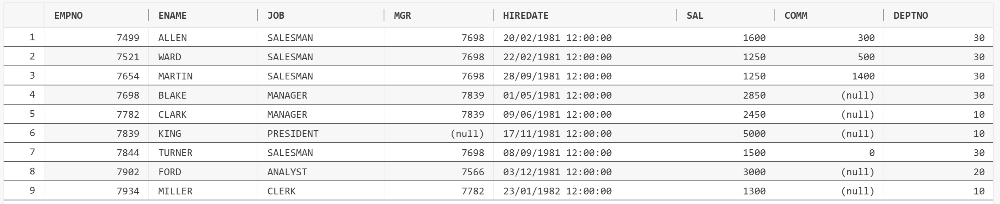 EMPNO ENAME JOB MGR HIREDATE SAL COMM DEPTNO
1 7499 ALLEN SALESMAN 7698 20/02/1981 12:00:00 1600 300 30
2 7521 WARD SALESMAN 7698 22/02/1981 12:00:00 1250 500 30
3 7654 MARTIN SALESMAN 7698 28/09/1981 12:00:00 1250 1400 30
4 7698 BLAKE MANAGER 7839 01/05/1981 12:00:00 2850 (null) 30
5 7782 CLARK MANAGER 7839 09/06/1981 12:00:00 2450 (null) 10
6 7839 KING PRESIDENT (null) 17/11/1981 12:00:00 5000 (null) 10
7 7844 TURNER SALESMAN 7698 08/09/1981 12:00:00 1500 0 30
8 7902 FORD ANALYST 7566 03/12/1981 12:00:00 3000 (null) 20
9 7934 MILLER CLERK 7782 23/01/1982 12:00:00 1300 (null) 10